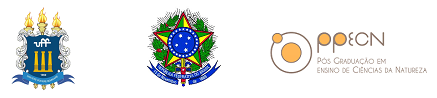 uff
ppECN
PÓS GRADUAÇÃO EM
ENSINO DE CIÊNCIAS DA NATUREZA